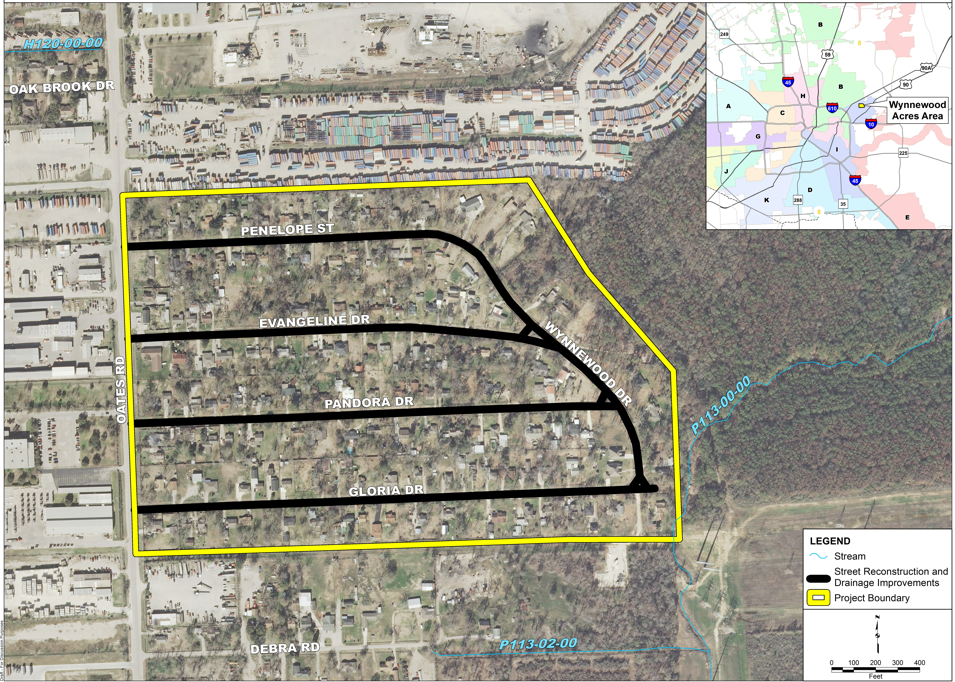 H120-00-00
OAK BROOK DR
PENELOPE ST
EVANGELINE DR
WYNNEWOOD DR
OATES RD
PANDORA DR
P113-00-00
GLORIA DR
DEBRA RD
P113-02-00
B
249
59
B
90A
45
H
B
90
A
610
Wynnewood
Acres Area
C
10
G
I
225
J
45
D
K
288
35
E
LEGEND
Stream
Street Reconstruction and
Drainage Improvements
Project Boundary
N
S
0 100 200 300 400
Feet